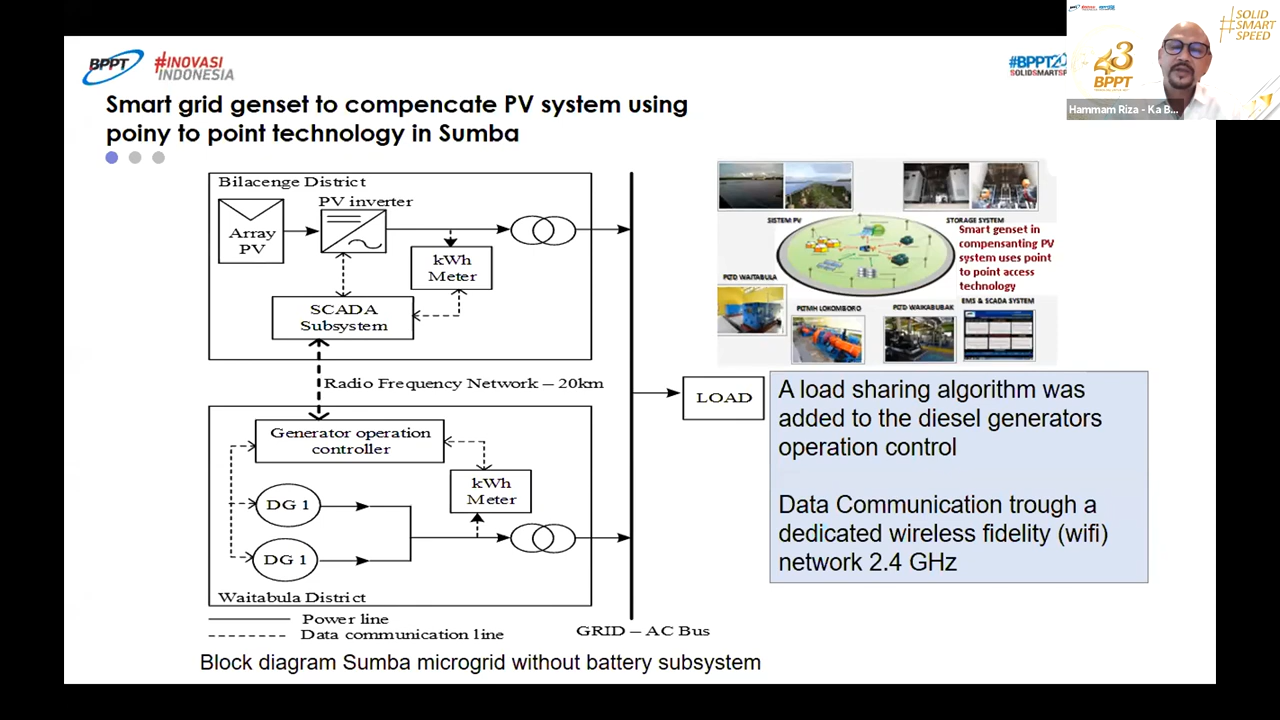 BPPT
#INOVASI
INDONESIA
#BPPT
SOLIDSMARTSP
#SOLID
SMART
SPEED
43
BPPT
Hammam Riza - Ka B...
Smart grid genset to compencate PV system using
poiny to point technology in Sumba
Bilacenge District
PV inverter
Array
PV
kWh
Meter
SCADA
Subsystem
Radio Frequency Network – 20km
Generator operation
controller
kWh
Meter
DG 1
DG 1
Waitabula District
Power line
Data communication line
GRID – AC Bus
LOAD
Block diagram Sumba microgrid without battery subsystem
SISTEM PV
STORAGE SYSTEM
Smart genset in
compensanting PV
system uses point
to point access
technology
PLTD WAITABULA
PLTMH LOKOMBORO
PLTD WAIKABUBAK
EMS & SCADA SYSTEM
A load sharing algorithm was
added to the diesel generators
operation control
Data Communication trough a
dedicated wireless fidelity (wifi)
network 2.4 GHz